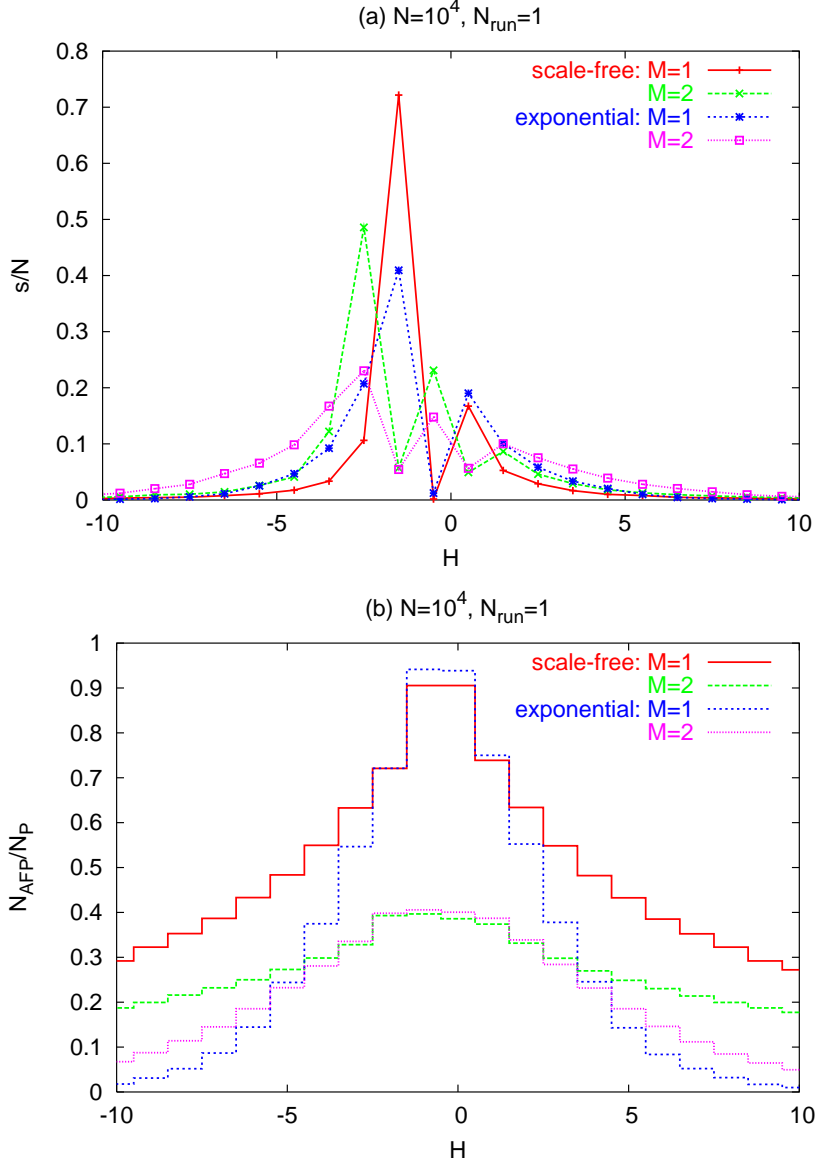 (a) N=10^4, N_run=1
0.8
0.7
0.6
0.5
0.4
0.3
0.2
0.1
0
s/N
scale-free: M=1
M=2
exponential: M=1
M=2
-10 -5 0 5 10
H
(b) N=10^4, N_run=1
1
0.9
0.8
0.7
0.6
0.5
0.4
0.3
0.2
0.1
0
N_AFP/N_P
scale-free: M=1
M=2
exponential: M=1
M=2
-10 -5 0 5 10
H